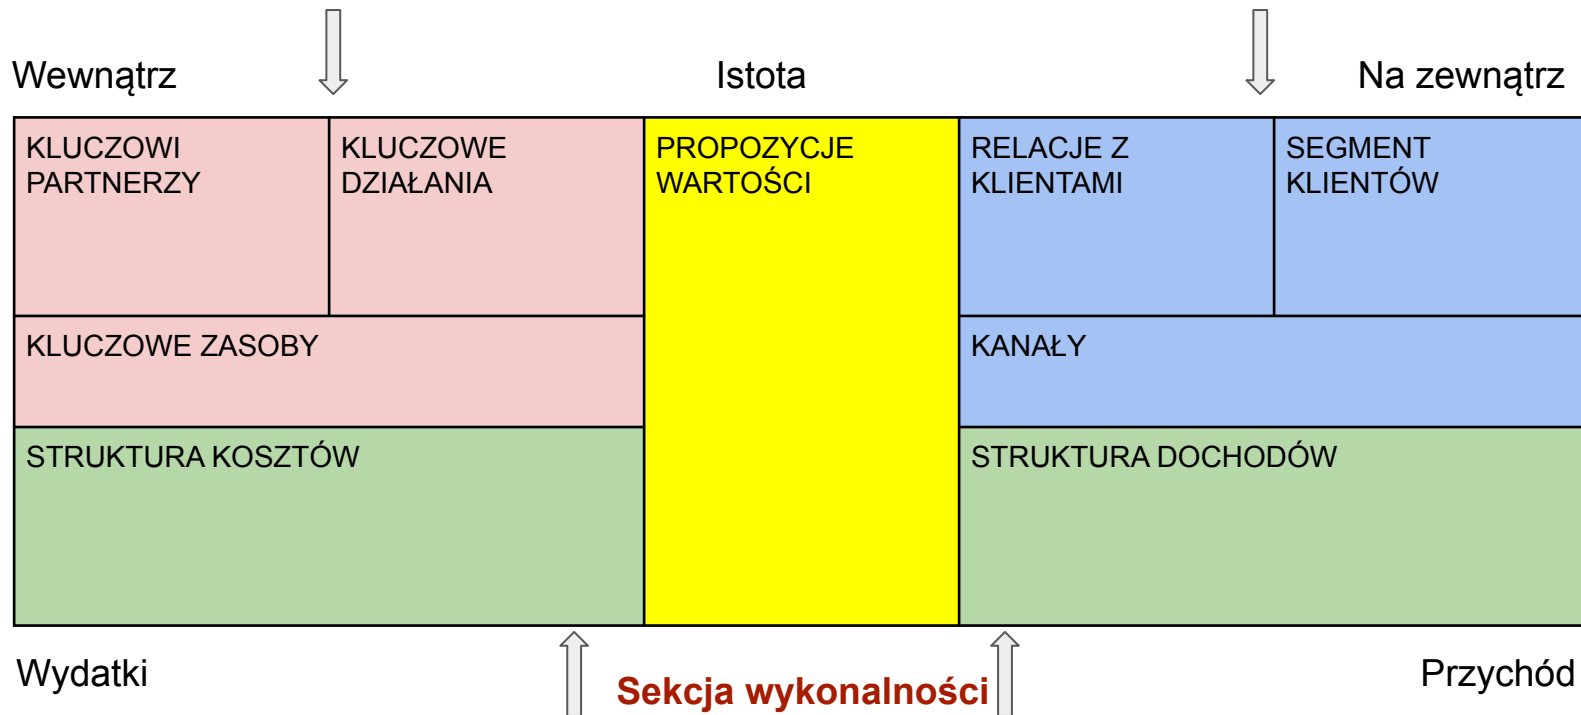 Wewnątrz
Istota
Na zewnątrz
KLUCZOWI
PARTNERZY
KLUCZOWE
DZIAŁANIA
PROPOZYCJE
WARTOŚCI
RELACJE Z
KLIENTAMI
SEGMENT
KLIENTÓW
KLUCZOWE ZASOBY
KANAŁY
STRUKTURA KOSZTÓW
STRUKTURA DOCHODÓW
Wydatki
Sekcja wykonalności
Przychód